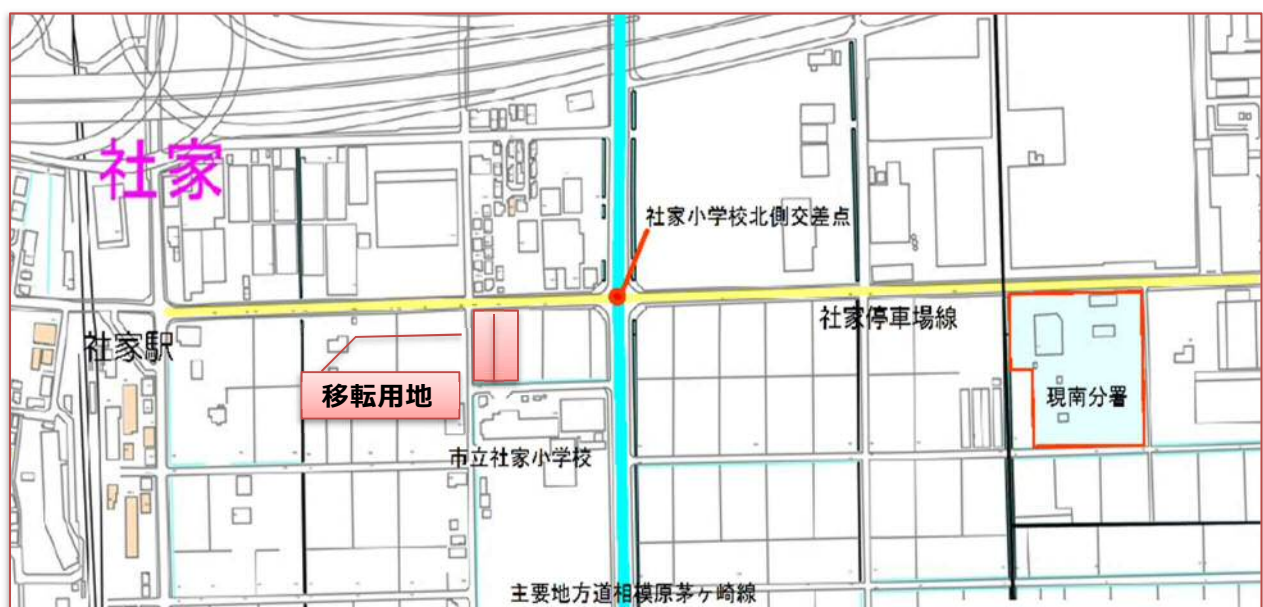 社家
社家小学校北側交差点
社家停車場線
社家駅
移転用地
現南分署
市立社家小学校
主要地方道相模原茅ヶ崎線